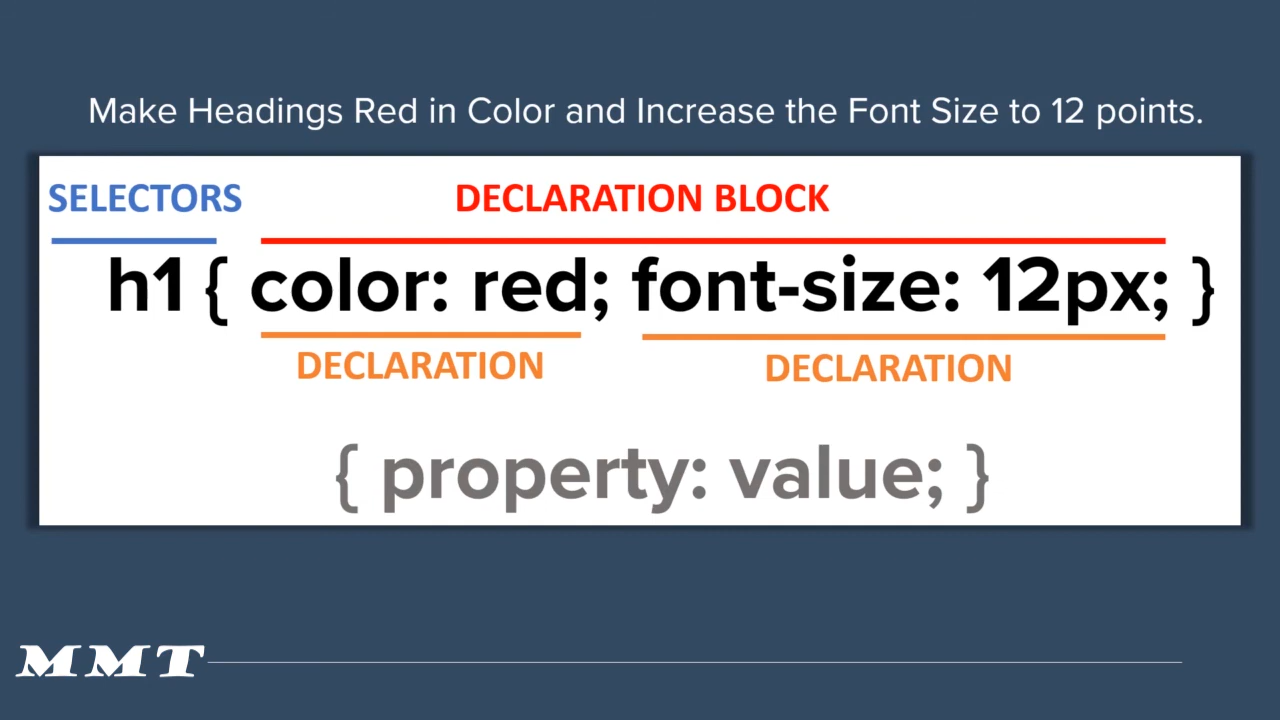 Make Headings Red in Color and Increase the Font Size to 12 points.
SELECTORS
DECLARATION BLOCK
h1 { color: red; font-size: 12px; }
DECLARATION
DECLARATION
{ property: value; }
MMT